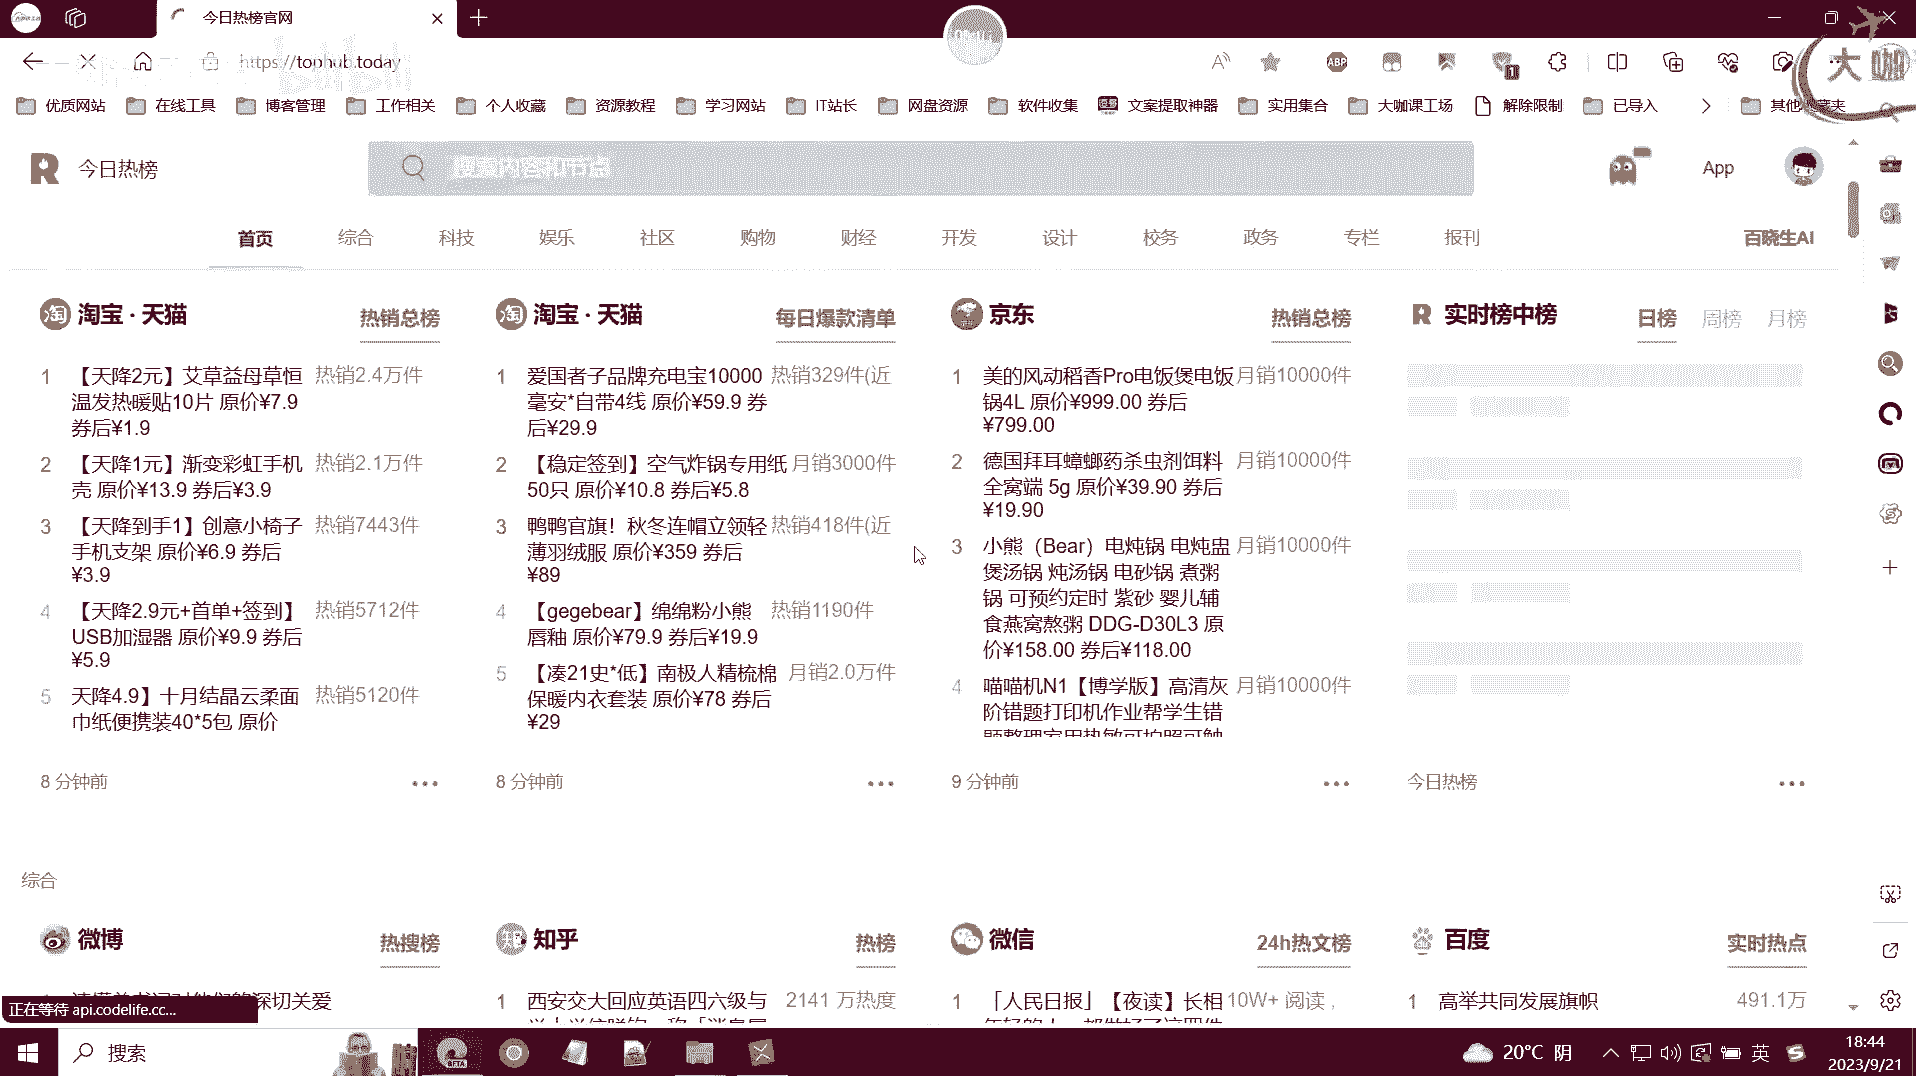 今日热榜官网
https://tophub.today
优质网站 在线工具 博客管理 工作相关 个人收藏 资源教程 学习网站 IT站长 网盘资源 软件收集 文案提取神器 实用集合 大咖课工场 解除限制 已导入
大咖
今日热榜
搜索内容和节点
App
首页 综合 科技 娱乐 社区 购物 财经 开发 设计 校务 政务 专栏 报刊 百晓生AI
淘宝 · 天猫 热销总榜
1 【天降2元】艾草益母草恒 热销2.4万件
温发热暖贴10片 原价¥7.9
券后¥1.9
2 【天降1元】渐变彩虹手机 热销2.1万件
壳 原价¥13.9 券后¥3.9
3 【天降到手1】创意小椅子 热销7443件
手机支架 原价¥6.9 券后
¥3.9
4 【天降2.9元+首单+签到】 热销5712件
USB加湿器 原价¥9.9 券后
¥5.9
5 天降4.9】十月结晶云柔面 热销5120件
巾纸便携装40*5包 原价
8 分钟前
淘宝 · 天猫 每日爆款清单
1 爱国者子品牌充电宝10000 热销329件(近
毫安*自带4线 原价¥59.9 券
后¥29.9
2 【稳定签到】空气炸锅专用纸 月销3000件
50只 原价¥10.8 券后¥5.8
3 鸭鸭官旗！秋冬连帽立领轻 热销418件(近
薄羽绒服 原价¥359 券后
¥89
4 【gegebear】绵绵粉小熊 热销1190件
唇釉 原价¥79.9 券后¥19.9
5 【凑21史*低】南极人精梳棉 月销2.0万件
保暖内衣套装 原价¥78 券后
¥29
8 分钟前
京东 热销总榜
1 美的风动稻香Pro电饭煲电饭 月销10000件
锅4L 原价¥999.00 券后
¥799.00
2 德国拜耳蟑螂药杀虫剂饵料 月销10000件
全窝端 5g 原价¥39.90 券后
¥19.90
3 小熊（Bear）电炖锅 电炖盅 月销10000件
煲汤锅 炖汤锅 电砂锅 煮粥
锅 可预约定时 紫砂 婴儿辅
食燕窝熬粥 DDG-D30L3 原
价¥158.00 券后¥118.00
4 喵喵机N1【博学版】高清灰 月销10000件
阶错题打印机作业帮学生错
9 分钟前
实时榜中榜 日榜 周榜 月榜
今日热榜
综合
微博 热搜榜
深切关爱
知乎 热榜
1 西安交大回应英语四六级与 2141 万热度
微信 24h热文榜
1 「人民日报」【夜读】长相 10W+ 阅读，
百度 实时热点
1 高举共同发展旗帜 491.1万
正在等待 api.codelife.cc...
搜索
20°C 阴
英
18:44
2023/9/21